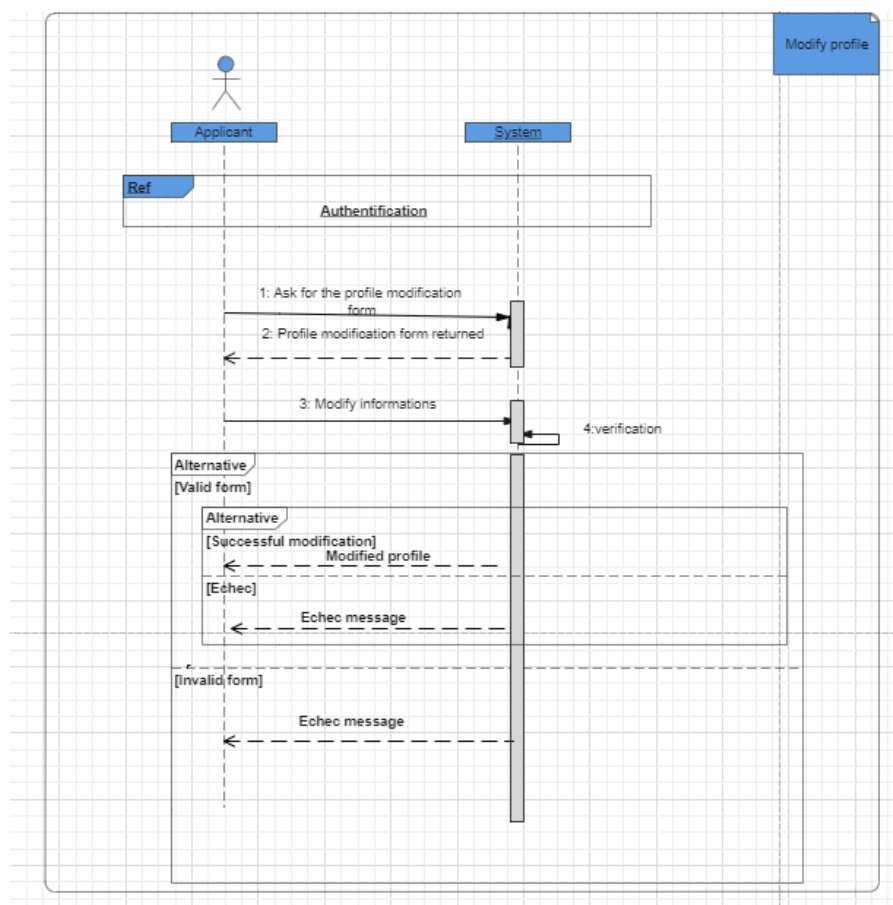 Modify profile
Applicant
System
Ref
Authentification
1: Ask for the profile modification
form
2: Profile modification form returned
3: Modify informations
4:verification
Alternative
[Valid form]
Alternative
[Successful modification]
Modified profile
[Echec]
Echec message
[Invalid form]
Echec message